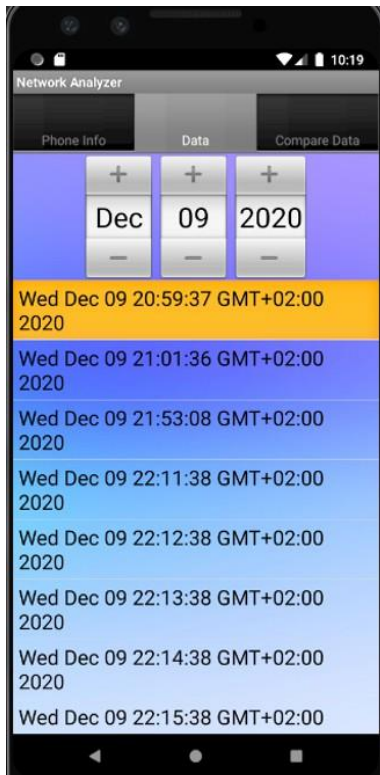 10:19
Network Analyzer
Phone Info Data Compare Data
+ + +
Dec 09 2020
− − −
Wed Dec 09 20:59:37 GMT+02:00
2020
Wed Dec 09 21:01:36 GMT+02:00
2020
Wed Dec 09 21:53:08 GMT+02:00
2020
Wed Dec 09 22:11:38 GMT+02:00
2020
Wed Dec 09 22:12:38 GMT+02:00
2020
Wed Dec 09 22:13:38 GMT+02:00
2020
Wed Dec 09 22:14:38 GMT+02:00
2020
Wed Dec 09 22:15:38 GMT+02:00